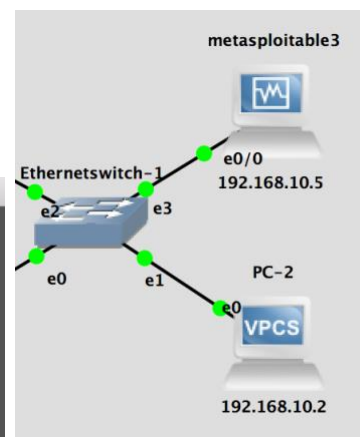 metasploitable3
e0/0
192.168.10.5
Ethernetswitch-1
e2
e3
e0
e1
PC-2
e0
VPCS
192.168.10.2